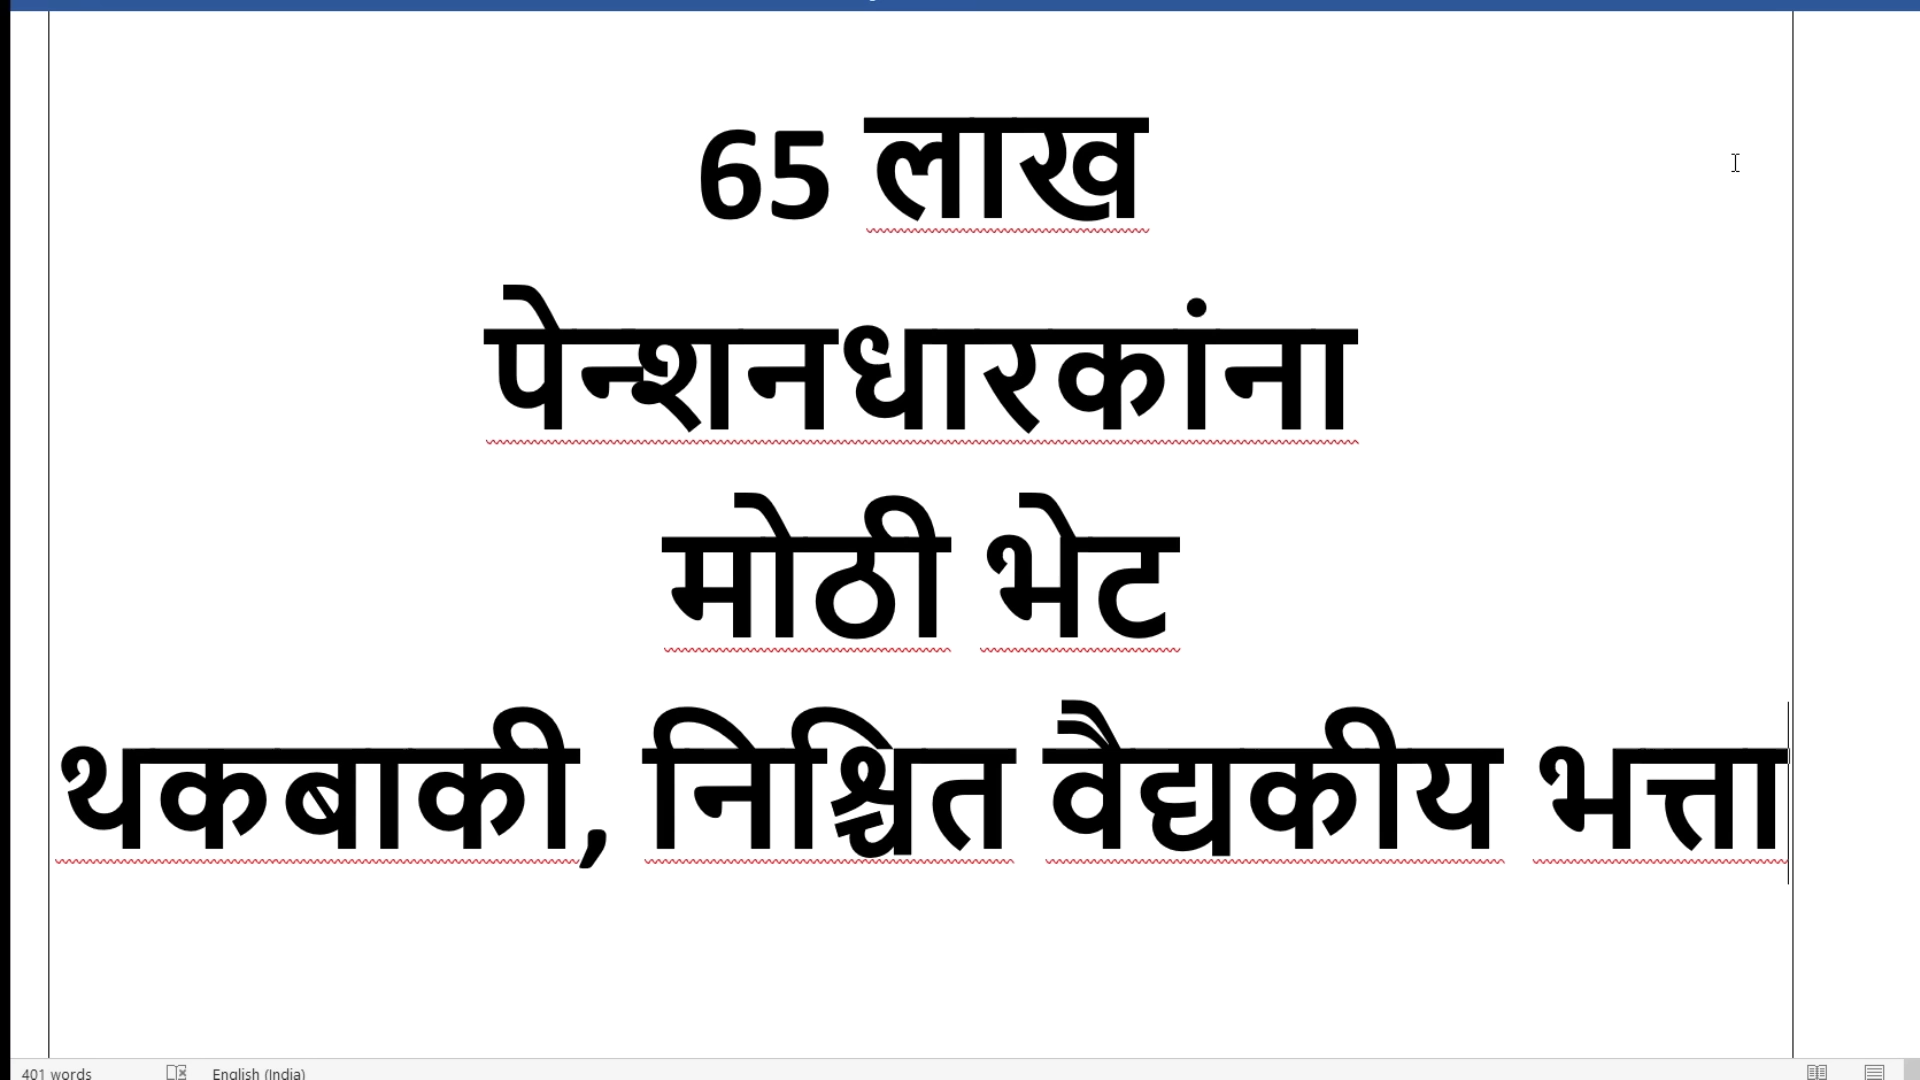 65 लाख
पेन्शनधारकांना
मोठी भेट
थकबाकी, निश्चित वैद्यकीय भत्ता
401 words English (India)